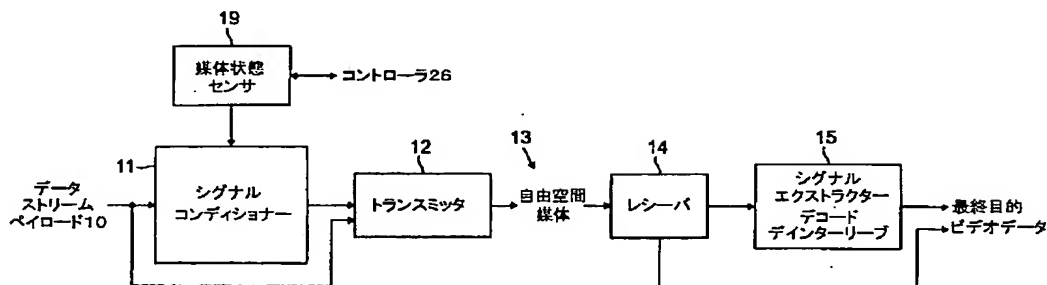 19
媒体状態
センサ
コントローラ26
11
シグナル
コンディショナー
データ
ストリーム
ペイロード10
12
トランスミッタ
13
自由空間
媒体
14
レシーバ
15
シグナル
エクストラクター
デコード
デインターリーブ
最終目的
ビデオデータ